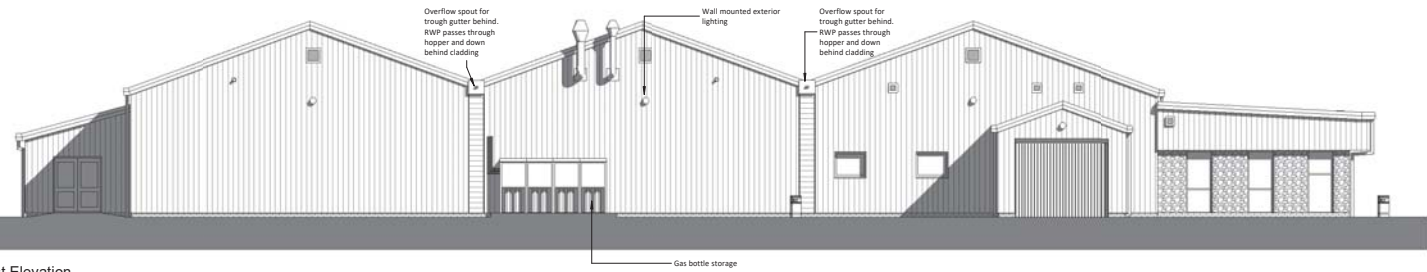 Overflow spout for
trough gutter behind.
RWP passes through
hopper and down
behind cladding
Wall mounted exterior
lighting
Overflow spout for
trough gutter behind.
RWP passes through
hopper and down
behind cladding
Gas bottle storage
Elevation